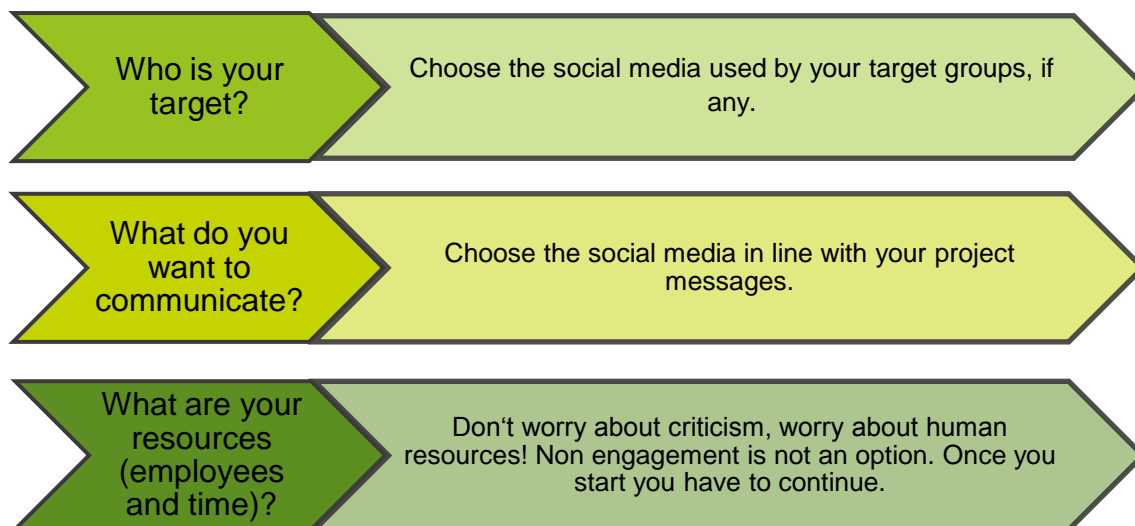 Who is your
target?
Choose the social media used by your target groups, if
any.
What do you
want to
communicate?
Choose the social media in line with your project
messages.
What are your
resources
(employees
and time)?
Don‘t worry about criticism, worry about human
resources! Non engagement is not an option. Once you
start you have to continue.